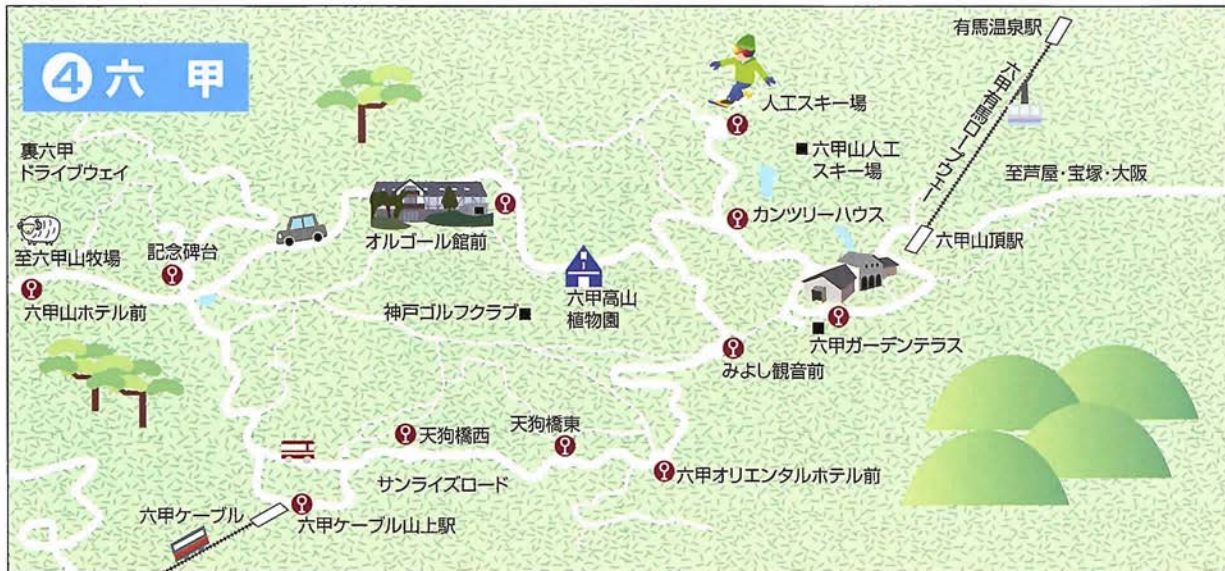 ④六甲
有馬温泉駅
六甲有馬ロープウェー
人工スキー場
■六甲山人工
スキー場
至芦屋・宝塚・大阪
裏六甲
ドライブウェイ
カンツリーハウス
六甲山頂駅
至六甲山牧場
記念碑台
オルゴール館前
六甲山ホテル前
神戸ゴルフクラブ■
六甲高山
植物園
六甲ガーデンテラス
みよし観音前
天狗橋西
天狗橋東
六甲オリエンタルホテル前
サンライズロード
六甲ケーブル
六甲ケーブル山上駅